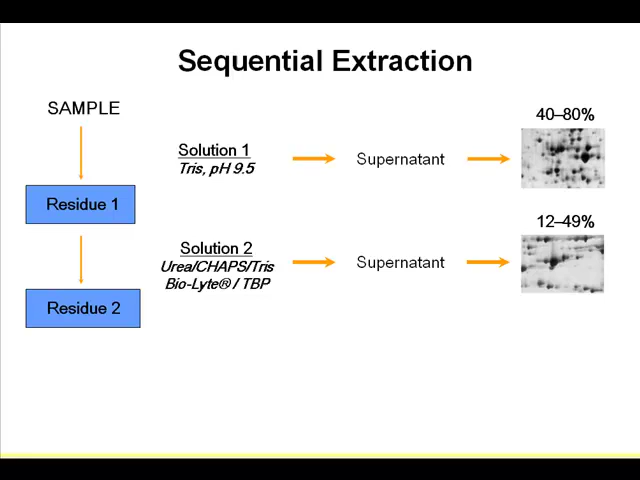 Sequential Extraction
SAMPLE
40–80%
Solution 1
Tris, pH 9.5
Supernatant
Residue 1
12–49%
Solution 2
Urea/CHAPS/Tris
Bio-Lyte® / TBP
Supernatant
Residue 2